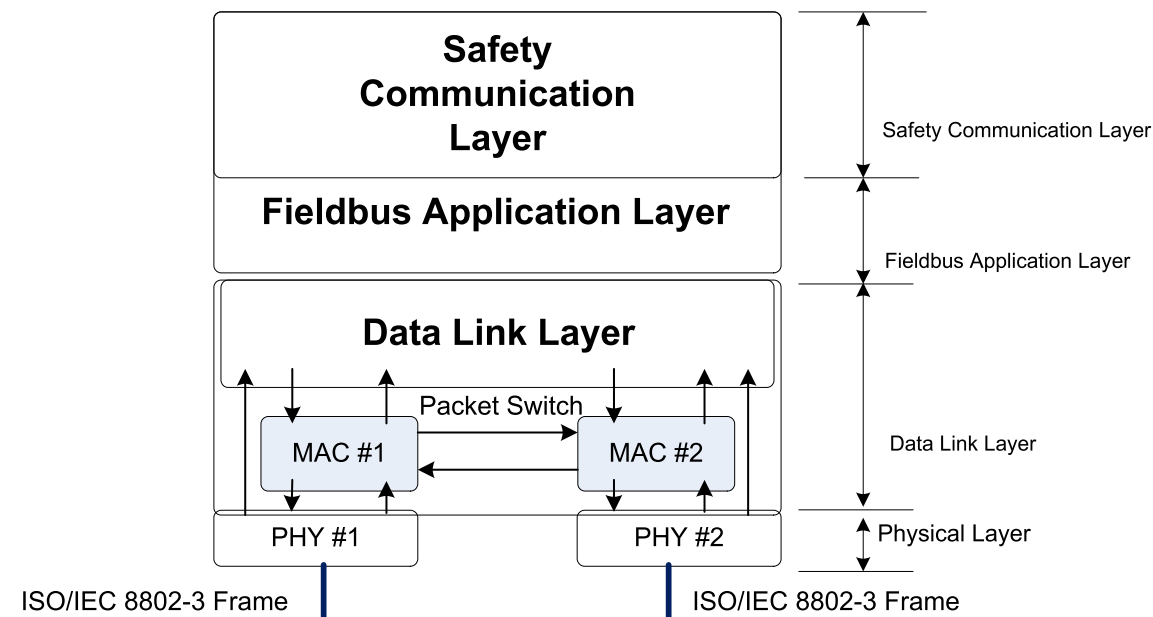 Safety
Communication
Layer
Safety Communication Layer
Fieldbus Application Layer
Fieldbus Application Layer
Data Link Layer
Packet Switch
MAC #1
MAC #2
Data Link Layer
PHY #1
PHY #2
Physical Layer
ISO/IEC 8802-3 Frame
ISO/IEC 8802-3 Frame